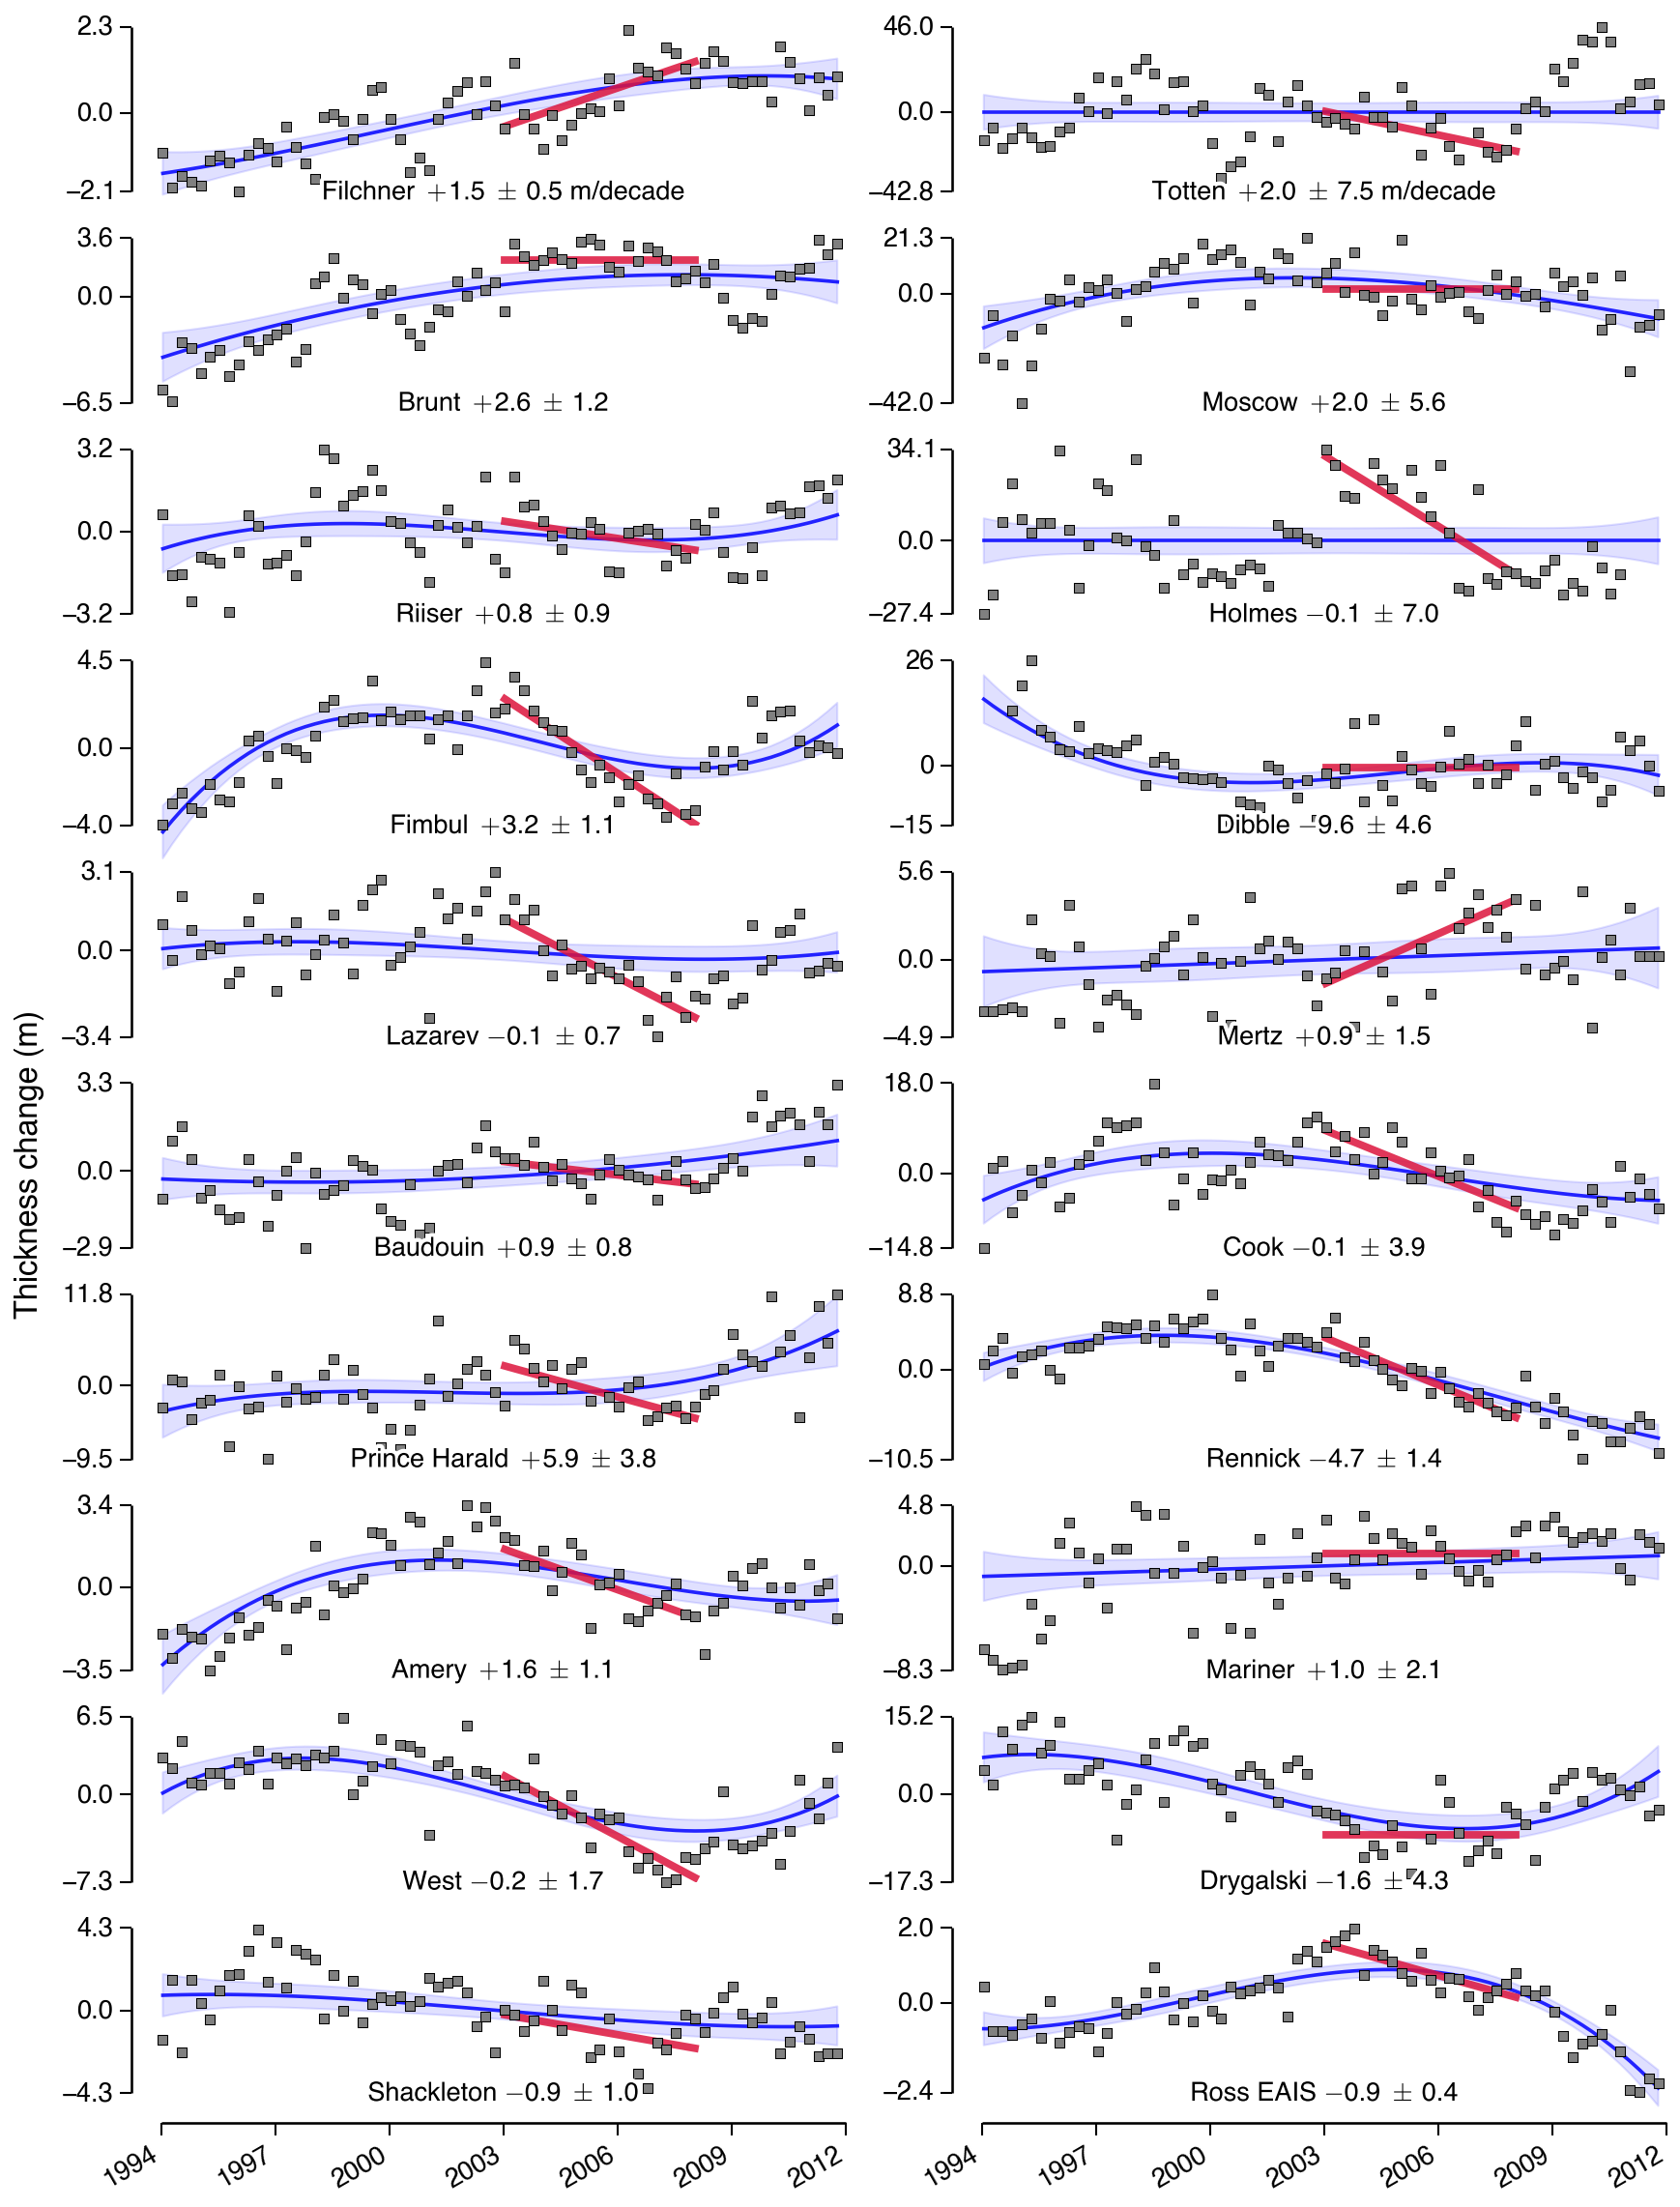 Thickness change (m)
2.3
0.0
−2.1
Filchner +1.5 ± 0.5 m/decade
3.6
0.0
−6.5
Brunt +2.6 ± 1.2
3.2
0.0
−3.2
Riiser +0.8 ± 0.9
4.5
0.0
−4.0
Fimbul +3.2 ± 1.1
3.1
0.0
−3.4
Lazarev −0.1 ± 0.7
3.3
0.0
−2.9
Baudouin +0.9 ± 0.8
11.8
0.0
−9.5
Prince Harald +5.9 ± 3.8
3.4
0.0
−3.5
Amery +1.6 ± 1.1
6.5
0.0
−7.3
West −0.2 ± 1.7
4.3
0.0
−4.3
Shackleton −0.9 ± 1.0
1994 1997 2000 2003 2006 2009 2012
46.0
0.0
−42.8
Totten +2.0 ± 7.5 m/decade
21.3
0.0
−42.0
Moscow +2.0 ± 5.6
34.1
0.0
−27.4
Holmes −0.1 ± 7.0
26
0
−15
Dibble −9.6 ± 4.6
5.6
0.0
−4.9
Mertz +0.9 ± 1.5
18.0
0.0
−14.8
Cook −0.1 ± 3.9
8.8
0.0
−10.5
Rennick −4.7 ± 1.4
4.8
0.0
−8.3
Mariner +1.0 ± 2.1
15.2
0.0
−17.3
Drygalski −1.6 ± 4.3
2.0
0.0
−2.4
Ross EAIS −0.9 ± 0.4
1994 1997 2000 2003 2006 2009 2012